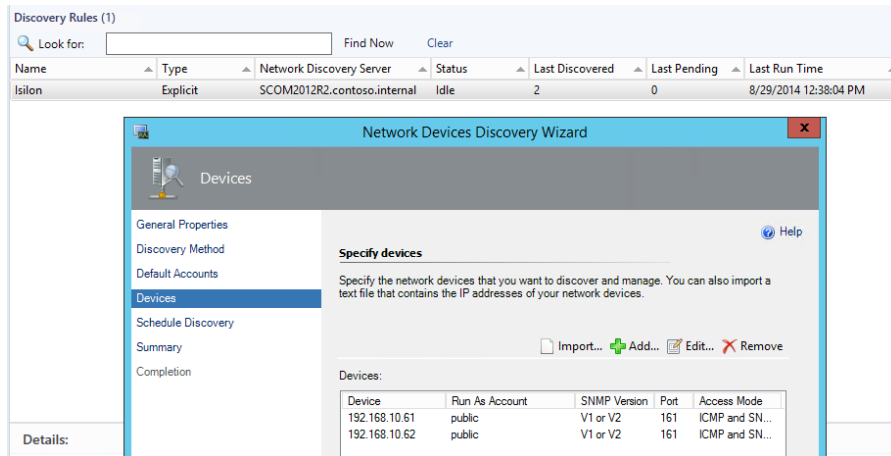 Discovery Rules (1)
Look for: Find Now Clear
Name Type Network Discovery Server Status Last Discovered Last Pending Last Run Time
Isilon Explicit SCOM2012R2.contoso.internal Idle 2 0 8/29/2014 12:38:04 PM
Network Devices Discovery Wizard
x
Devices
General Properties
Discovery Method
Default Accounts
Devices
Schedule Discovery
Summary
Completion
Help
Specify devices
Specify the network devices that you want to discover and manage. You can also import a
text file that contains the IP addresses of your network devices.
Import... Add... Edit... Remove
Devices:
Device Run As Account SNMP Version Port Access Mode
192.168.10.61 public V1 or V2 161 ICMP and SN...
192.168.10.62 public V1 or V2 161 ICMP and SN...
Details: